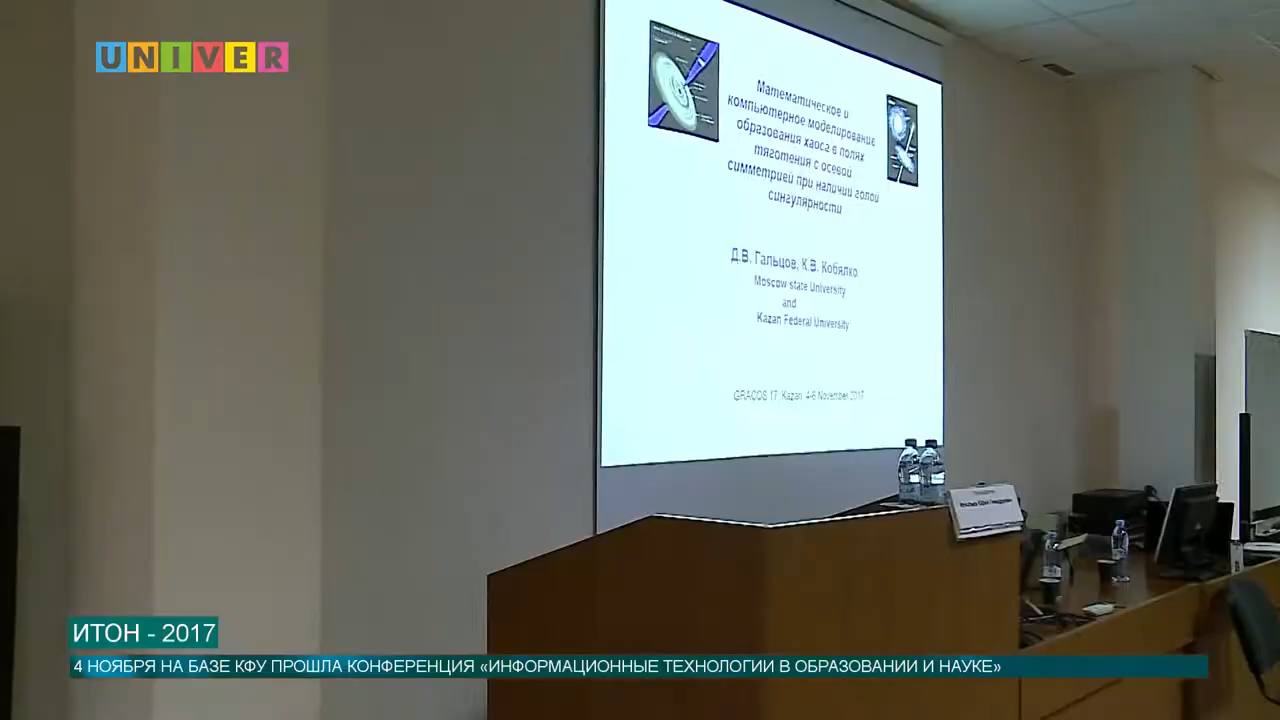 UNIVER
Математическое и
компьютерное моделирование
образования хаоса в полях
тяготения с осевой
симметрией при наличии голой
сингулярности
Д.В. Гальцов, К.В. Кобялко
Moscow state University
and
Kazan Federal University
GRACOS 17, Kazan 4-8 November 2017
ИТОН - 2017
4 НОЯБРЯ НА БАЗЕ КФУ ПРОШЛА КОНФЕРЕНЦИЯ «ИНФОРМАЦИОННЫЕ ТЕХНОЛОГИИ В ОБРАЗОВАНИИ И НАУКЕ»